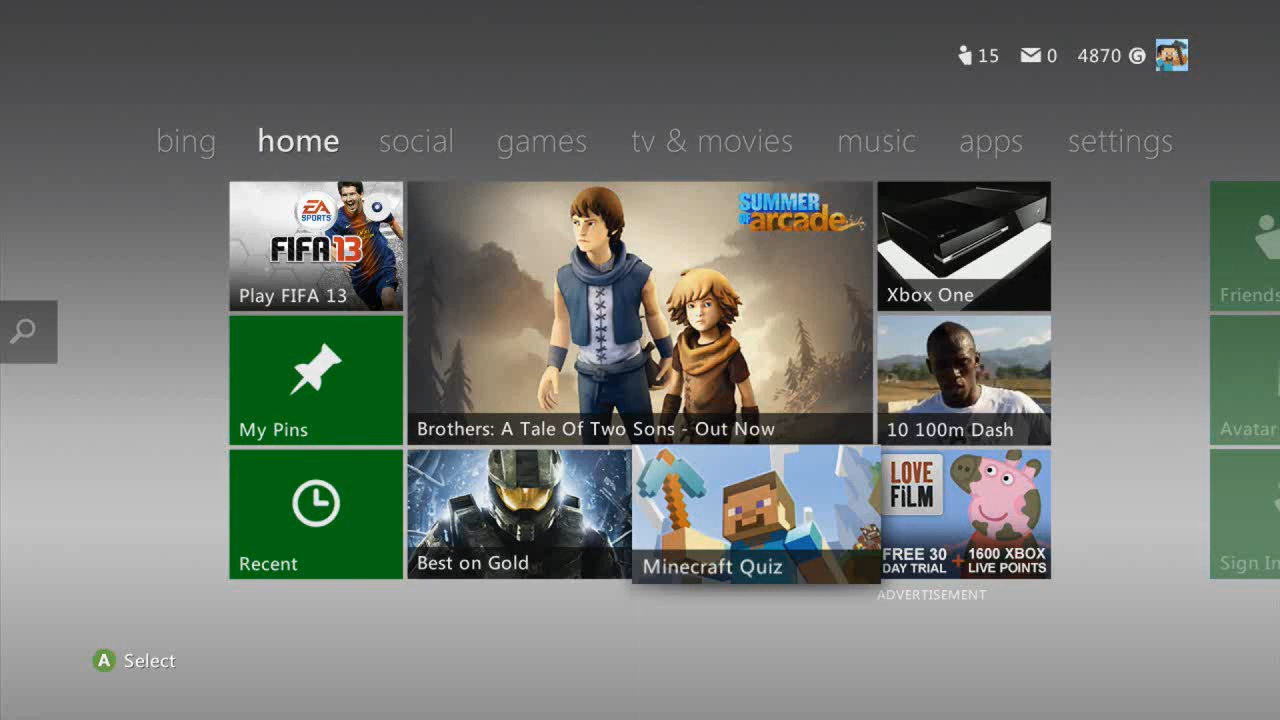 15 0 4870 G
bing home social games tv & movies music apps settings
EA
SPORTS
FIFA 13
Play FIFA 13
SUMMER
OF arcade
Brothers: A Tale Of Two Sons - Out Now
Xbox One
My Pins
10 100m Dash
Recent
Best on Gold
Minecraft Quiz
LOVE
FiLM
FREE 30
DAY TRIAL
+
1600 XBOX
LIVE POINTS
ADVERTISEMENT
Friends
Avatar
Sign In
A Select